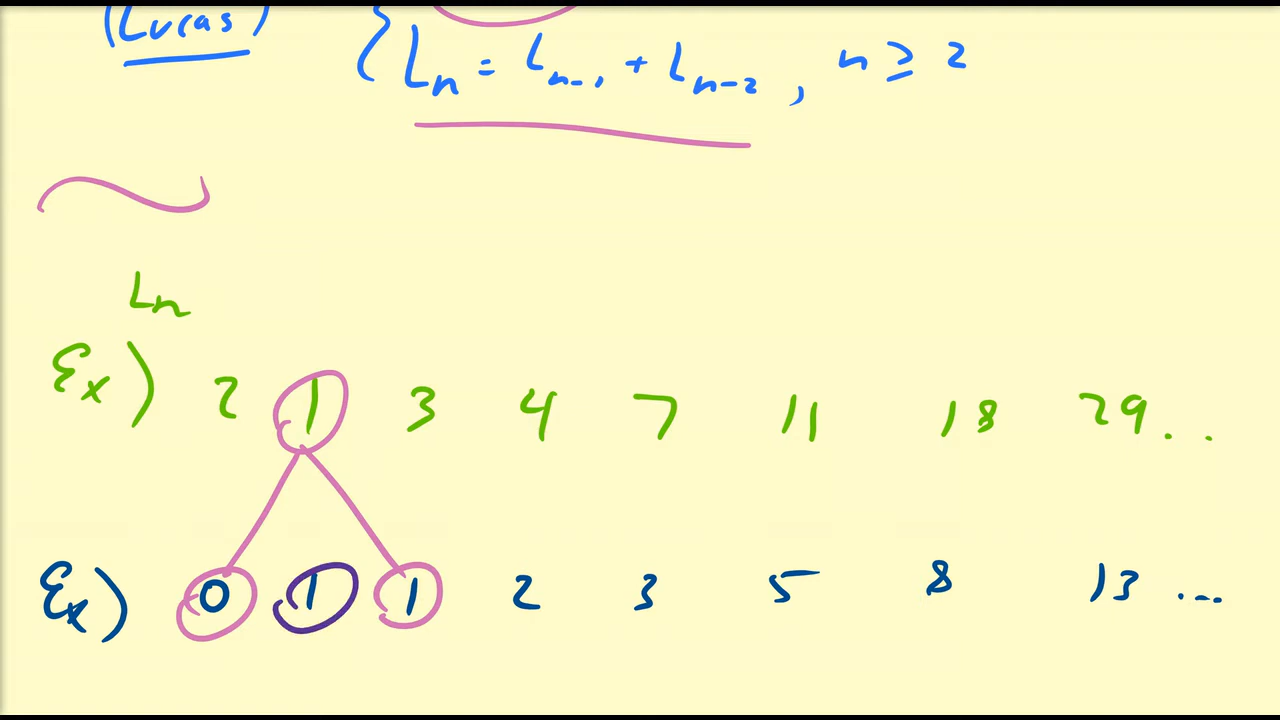 (Lucas) { Lₙ = Lₙ₋₁ + Lₙ₋₂ , n ≥ 2
Lₙ
Ex) 2 1 3 4 7 11 18 29 ..
Ex) 0 1 1 2 3 5 8 13 ...